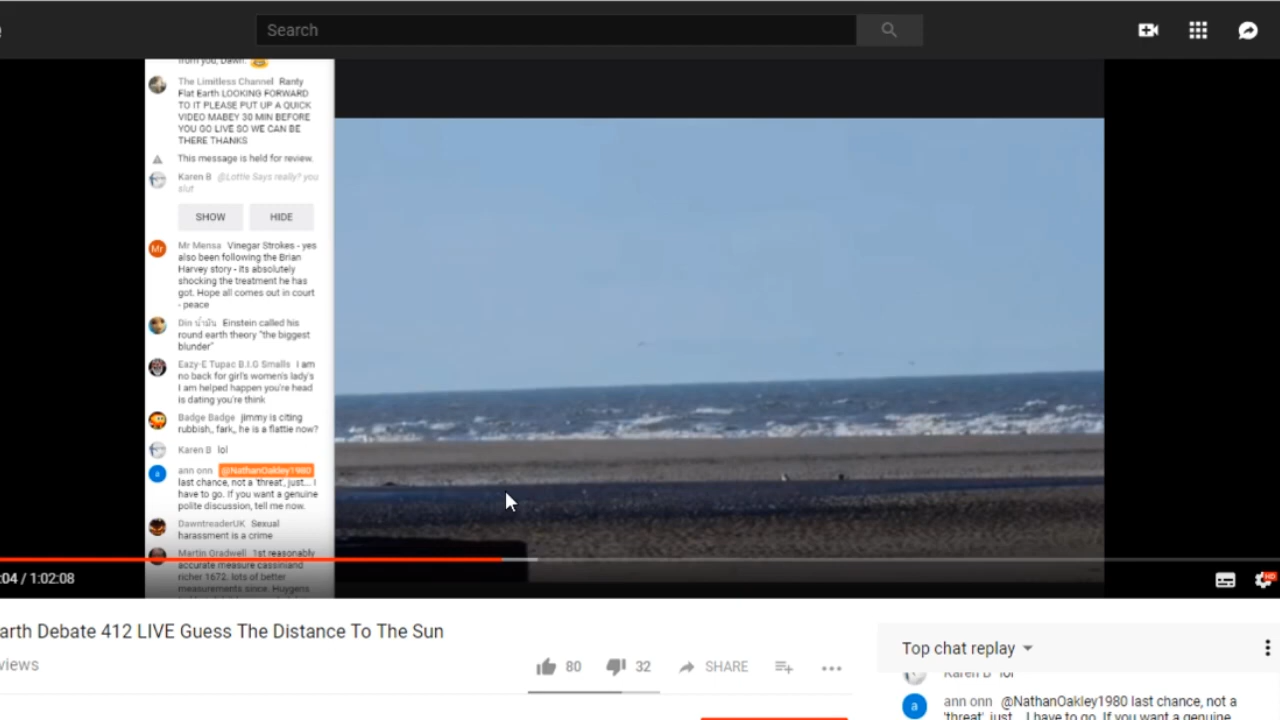 e
Search
from you, Dawn.
The Limitless Channel Ranty
Flat Earth LOOKING FORWARD
TO IT PLEASE PUT UP A QUICK
VIDEO MABEY 30 MIN BEFORE
YOU GO LIVE SO WE CAN BE
THERE THANKS
This message is held for review.
Karen B @Lottie Says really? you
slut
SHOW HIDE
Mr
Mr Mensa Vinegar Strokes - yes
also been following the Brian
Harvey story - its absolutely
shocking the treatment he has
got. Hope all comes out in court
- peace
Din น้ำมัน Einstein called his
round earth theory "the biggest
blunder"
Eazy-E Tupac B.I.G Smalls I am
no back for girl's women's lady's
I am helped happen you're head
is dating you're think
Badge Badge jimmy is citing
rubbish,, fark,, he is a flattie now?
Karen B lol
a
ann onn @NathanOakley1980
last chance, not a 'threat', just... I
have to go. If you want a genuine
polite discussion, tell me now.
DawntreaderUK Sexual
harassment is a crime
Martin Gradwell 1st reasonably
accurate measure cassiniand
richer 1672. lots of better
measurements since. Huygens
:04 / 1:02:08
HD
arth Debate 412 LIVE Guess The Distance To The Sun
views
80 32 SHARE
Top chat replay
Karen B lol
a
ann onn @NathanOakley1980 last chance, not a
'threat', just... I have to go. If you want a genuine